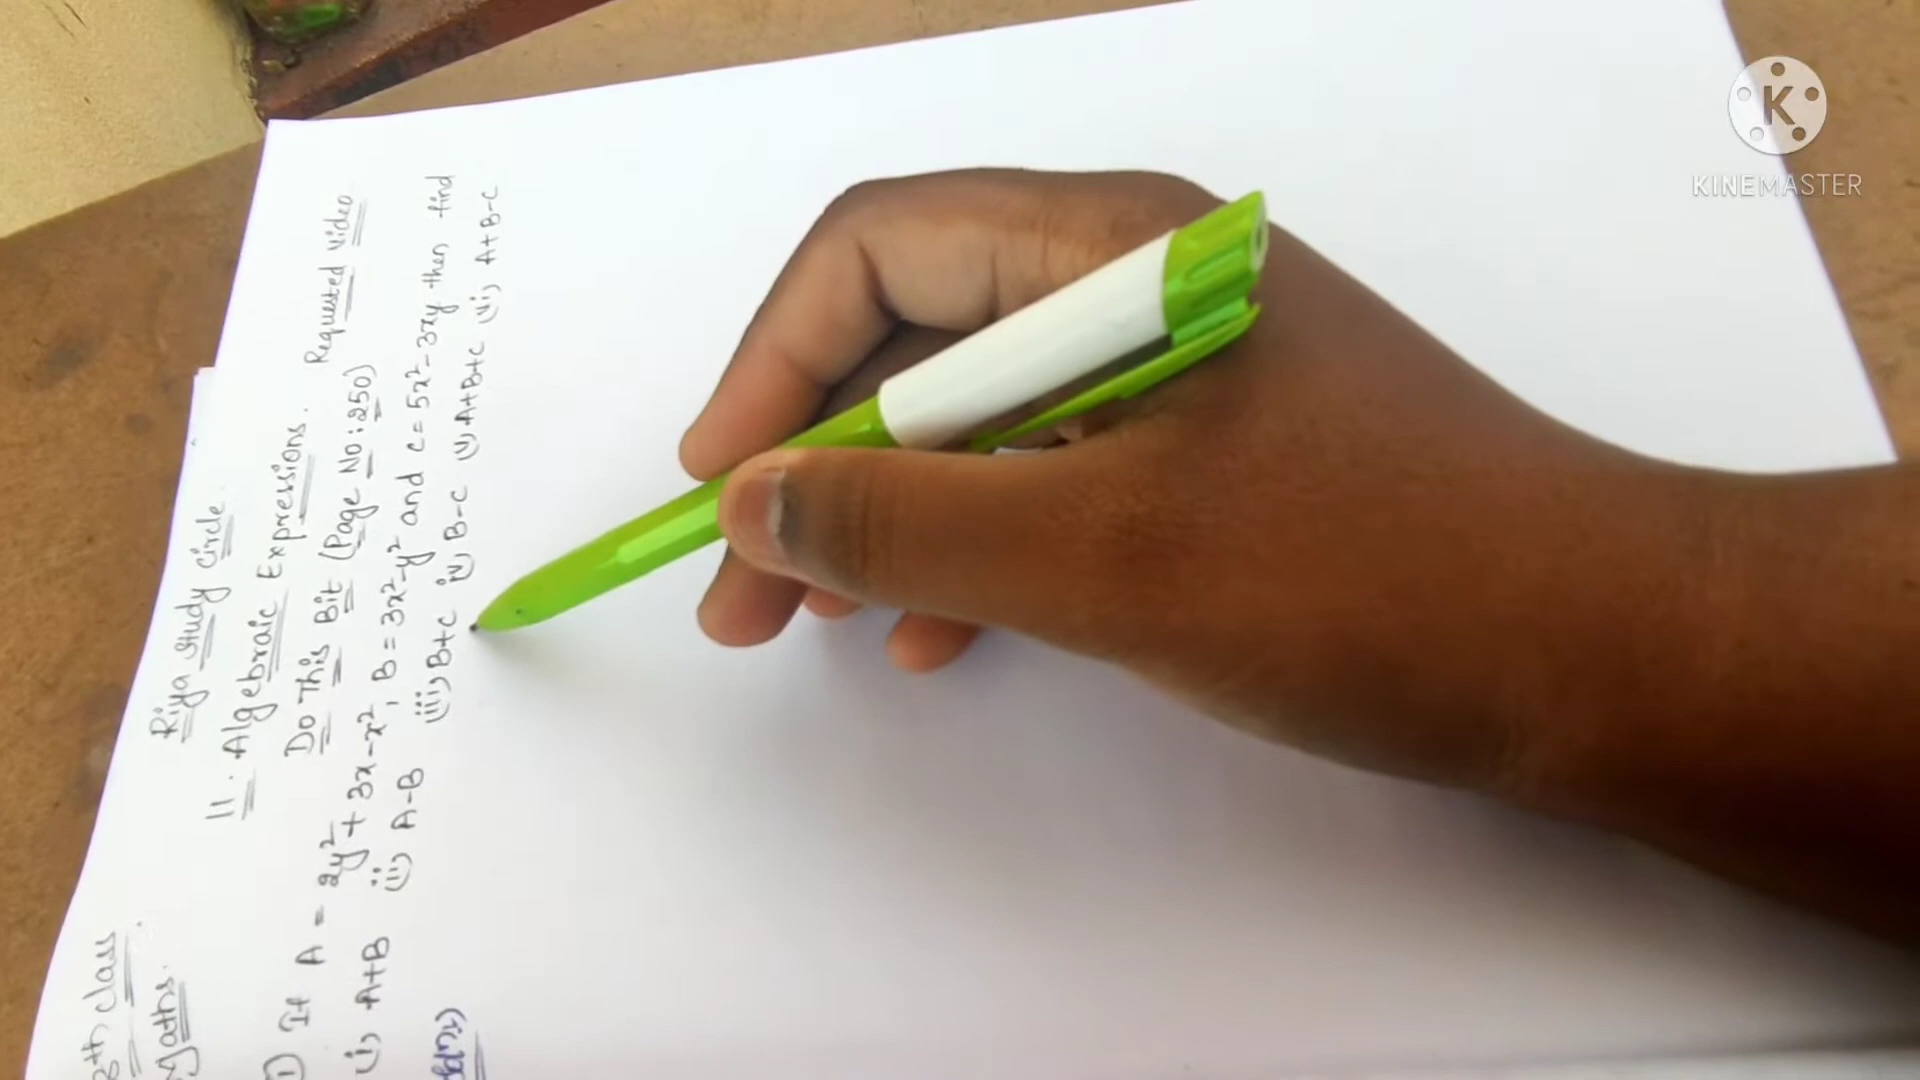 8th class
Maths.
Riya study circle.
11. Algebraic Expressions. Requested video
Do This Bit (Page No: 250)
1) If A = 2y² + 3x - x², B = 3x² - y² and C = 5x² - 3xy then find
(i) A+B (ii) A-B (iii) B+C iv) B-C (v) A+B+C (vi) A+B-C
KINEMASTER